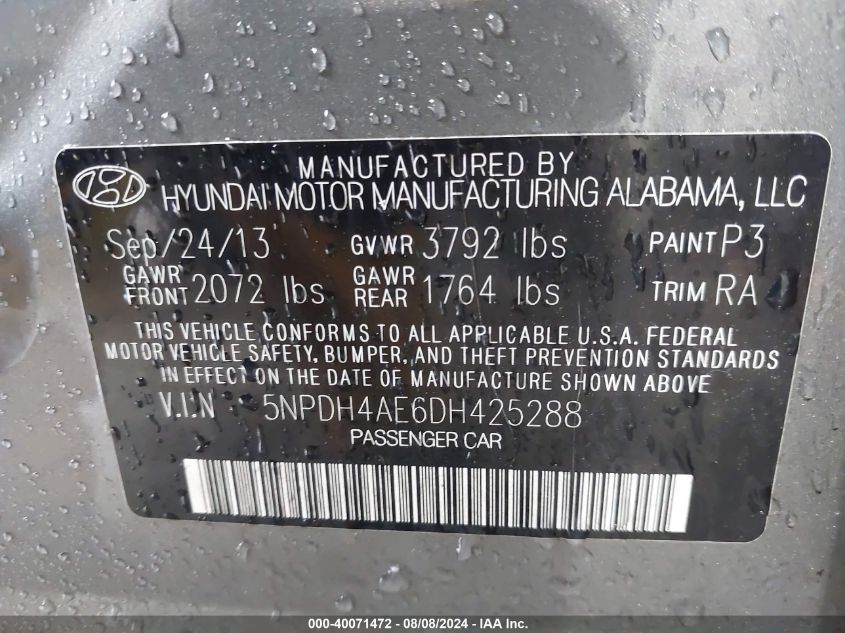 MANUFACTURED BY
HYUNDAI MOTOR MANUFACTURING ALABAMA, LLC
Sep/24/13 GVWR 3792 lbs PAINT P3
GAWR FRONT 2072 lbs GAWR REAR 1764 lbs TRIM RA
THIS VEHICLE CONFORMS TO ALL APPLICABLE U.S.A. FEDERAL
MOTOR VEHICLE SAFETY, BUMPER, AND THEFT PREVENTION STANDARDS
IN EFFECT ON THE DATE OF MANUFACTURE SHOWN ABOVE
V.I.N 5NPDH4AE6DH425288
PASSENGER CAR
000-40071472 - 08/08/2024 - IAA Inc.